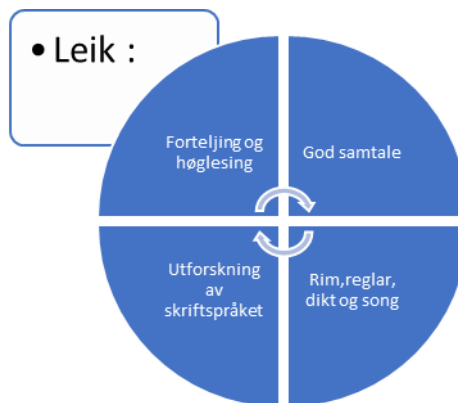 • Leik :
Forteljing og
høglesing
God samtale
Utforskning
av
skriftspråket
Rim,reglar,
dikt og song